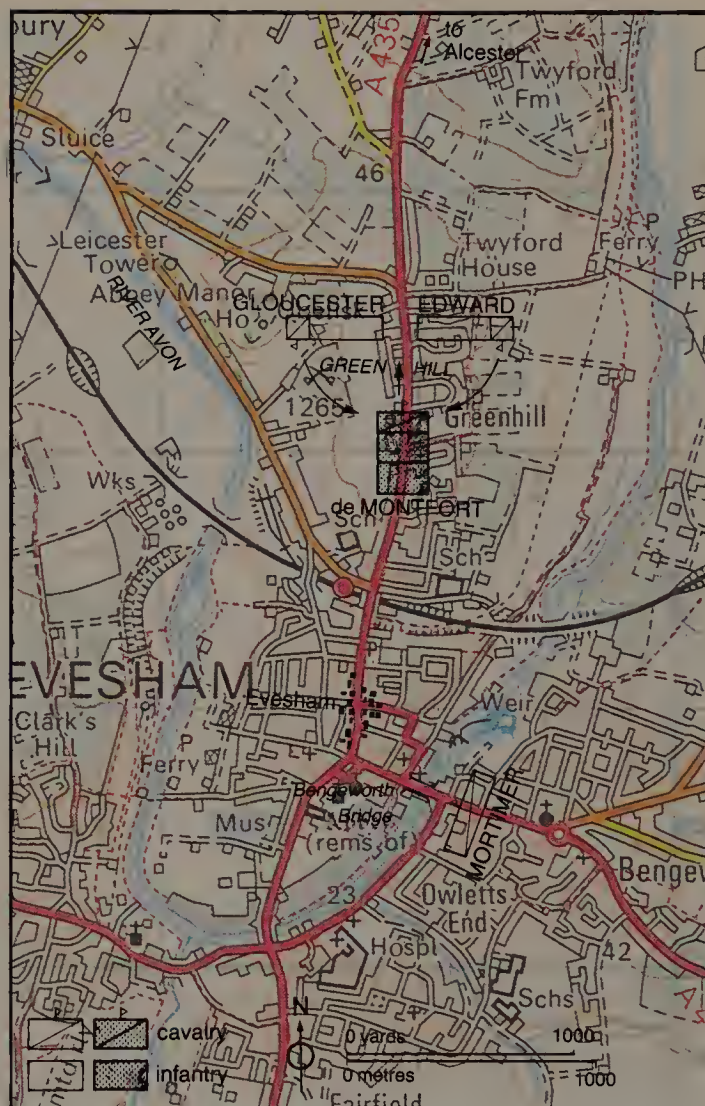 bury
to
Alcester
A 435
Twyford
Fm
Sluice
46
Leicester
Tower
Abbey Manor
Ho
Twyford
House
Ferry
P
PH
RIVER AVON
GLOUCESTER
EDWARD
GREEN HILL
1265
Greenhill
de MONTFORT
Wks
Sch
Sch
P
EVESHAM
Evesham
Weir
Clark's
Hill
Ferry
Bengeworth
Bridge
Mus
(rems of)
MORTIMER
Bengew
23
Owletts
End
42
Hospl
Schs
A
N
cavalry
infantry
0 yards 1000
0 metres 1000
Fairfield